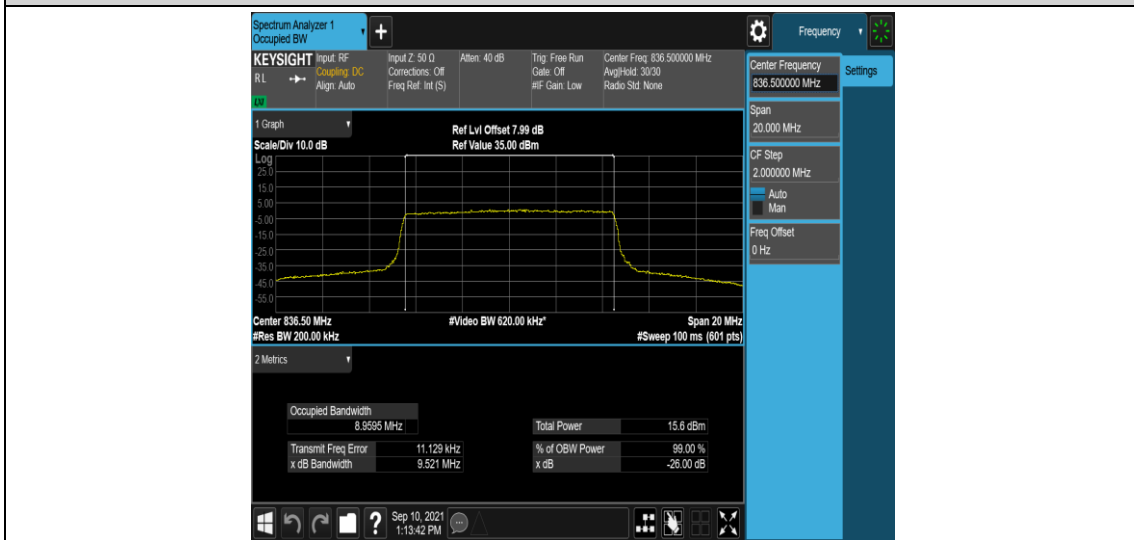 Spectrum Analyzer 1
Occupied BW
+
Frequency
KEYSIGHT
RL
LXI
Input: RF
Coupling: DC
Align: Auto
Input Z: 50 Ω
Corrections: Off
Freq Ref: Int (S)
Atten: 40 dB
Trig: Free Run
Gate: Off
#IF Gain: Low
Center Freq: 836.500000 MHz
Avg|Hold: 30/30
Radio Std: None
Center Frequency
836.500000 MHz
Settings
Span
20.000 MHz
CF Step
2.000000 MHz
Auto
Man
Freq Offset
0 Hz
1 Graph
Scale/Div 10.0 dB
Ref Lvl Offset 7.99 dB
Ref Value 35.00 dBm
Log
25.0
15.0
5.00
-5.00
-15.0
-25.0
-35.0
-45.0
-55.0
Center 836.50 MHz
#Video BW 620.00 kHz*
Span 20 MHz
#Res BW 200.00 kHz
#Sweep 100 ms (601 pts)
2 Metrics
Occupied Bandwidth
8.9595 MHz
Total Power 15.6 dBm
Transmit Freq Error 11.129 kHz
% of OBW Power 99.00 %
x dB Bandwidth 9.521 MHz
x dB -26.00 dB
?
Sep 10, 2021
1:13:42 PM